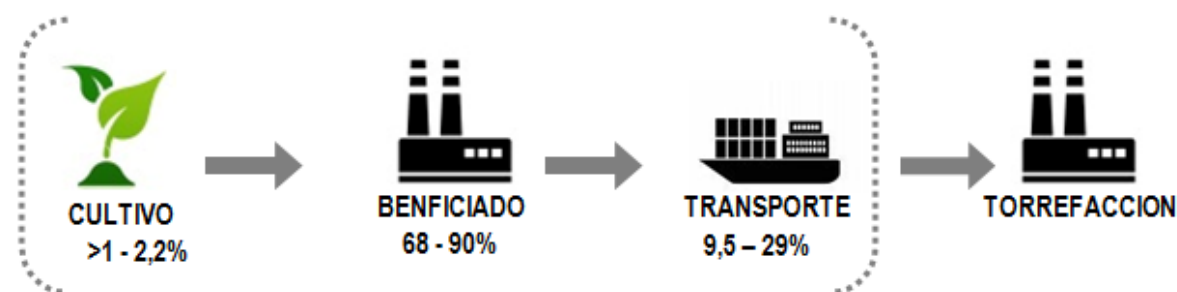 CULTIVO
>1 - 2,2%
BENFICIADO
68 - 90%
TRANSPORTE
9,5 – 29%
TORREFACCION